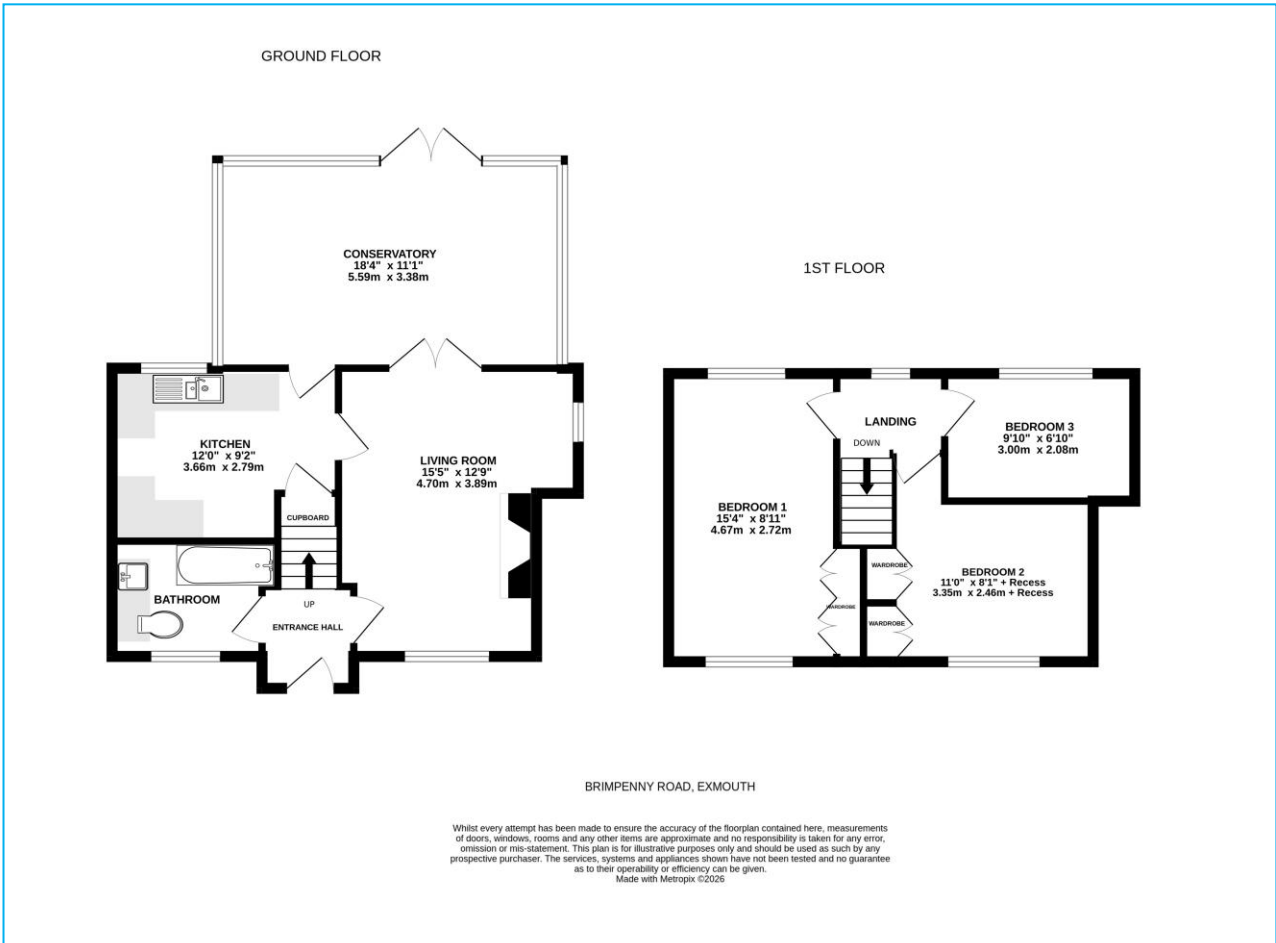 GROUND FLOOR
CONSERVATORY
18'4" x 11'1"
5.59m x 3.38m
KITCHEN
12'0" x 9'2"
3.66m x 2.79m
LIVING ROOM
15'5" x 12'9"
4.70m x 3.89m
CUPBOARD
BATHROOM
UP
ENTRANCE HALL
1ST FLOOR
LANDING
DOWN
BEDROOM 3
9'10" x 6'10"
3.00m x 2.08m
BEDROOM 1
15'4" x 8'11"
4.67m x 2.72m
WARDROBE
BEDROOM 2
11'0" x 8'1" + Recess
3.35m x 2.46m + Recess
WARDROBE
WARDROBE
BRIMPENNY ROAD, EXMOUTH
Whilst every attempt has been made to ensure the accuracy of the floorplan contained here, measurements
of doors, windows, rooms and any other items are approximate and no responsibility is taken for any error,
omission or mis-statement. This plan is for illustrative purposes only and should be used as such by any
prospective purchaser. The services, systems and appliances shown have not been tested and no guarantee
as to their operability or efficiency can be given.
Made with Metropix ©2026